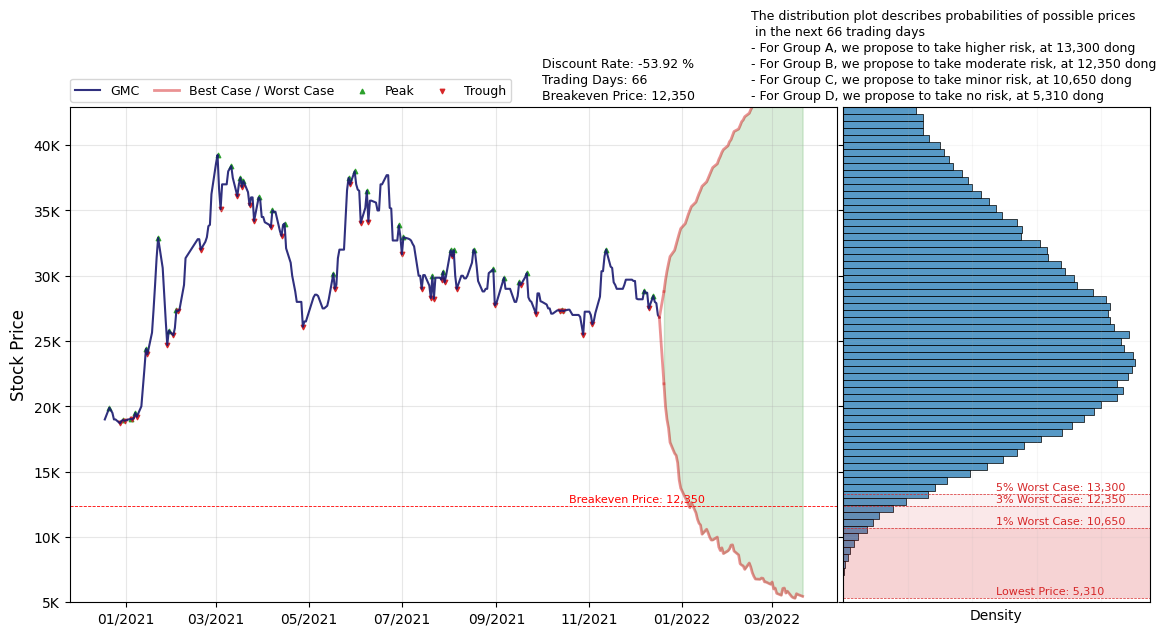 The distribution plot describes probabilities of possible prices
in the next 66 trading days
- For Group A, we propose to take higher risk, at 13,300 dong
- For Group B, we propose to take moderate risk, at 12,350 dong
- For Group C, we propose to take minor risk, at 10,650 dong
- For Group D, we propose to take no risk, at 5,310 dong
Discount Rate: -53.92 %
Trading Days: 66
Breakeven Price: 12,350
GMC
Best Case / Worst Case
Peak
Trough
Stock Price
40K
35K
30K
25K
20K
15K
10K
5K
Breakeven Price: 12,350
5% Worst Case: 13,300
3% Worst Case: 12,350
1% Worst Case: 10,650
Lowest Price: 5,310
01/2021
03/2021
05/2021
07/2021
09/2021
11/2021
01/2022
03/2022
Density